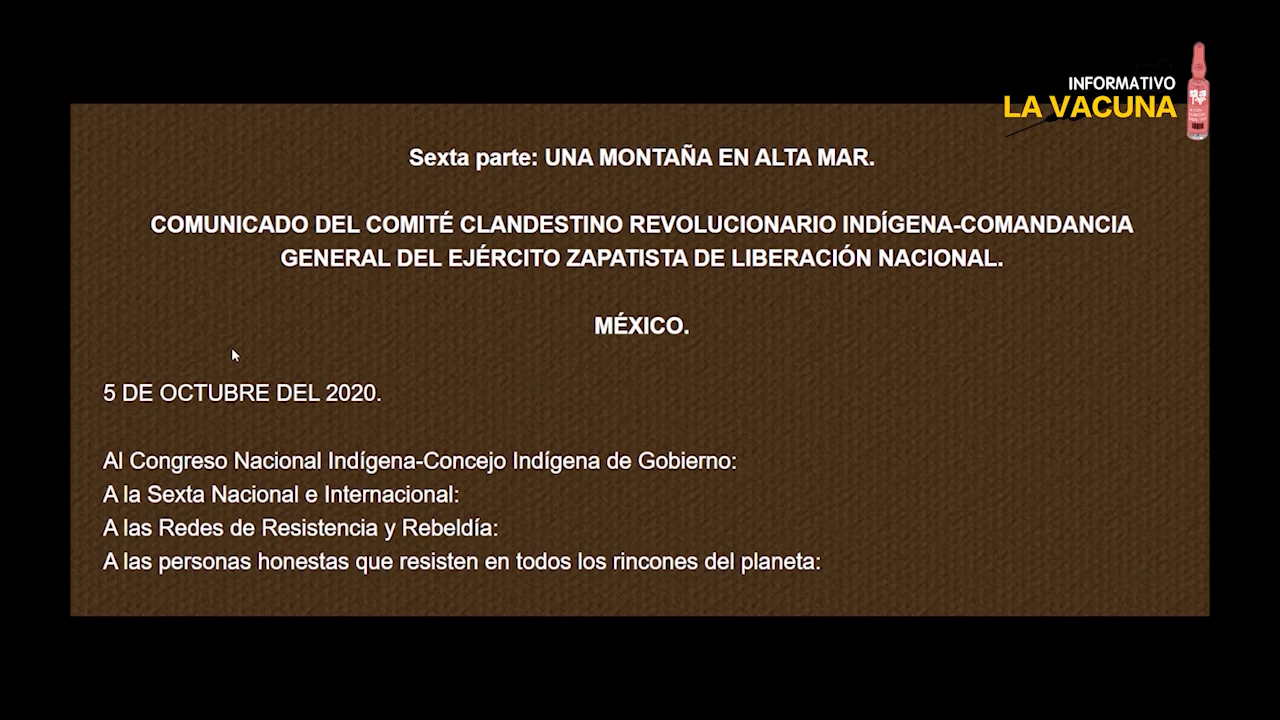 INFORMATIVO
LA VACUNA
Sexta parte: UNA MONTAÑA EN ALTA MAR.
COMUNICADO DEL COMITÉ CLANDESTINO REVOLUCIONARIO INDÍGENA-COMANDANCIA
GENERAL DEL EJÉRCITO ZAPATISTA DE LIBERACIÓN NACIONAL.
MÉXICO.
5 DE OCTUBRE DEL 2020.
Al Congreso Nacional Indígena-Concejo Indígena de Gobierno:
A la Sexta Nacional e Internacional:
A las Redes de Resistencia y Rebeldía:
A las personas honestas que resisten en todos los rincones del planeta: